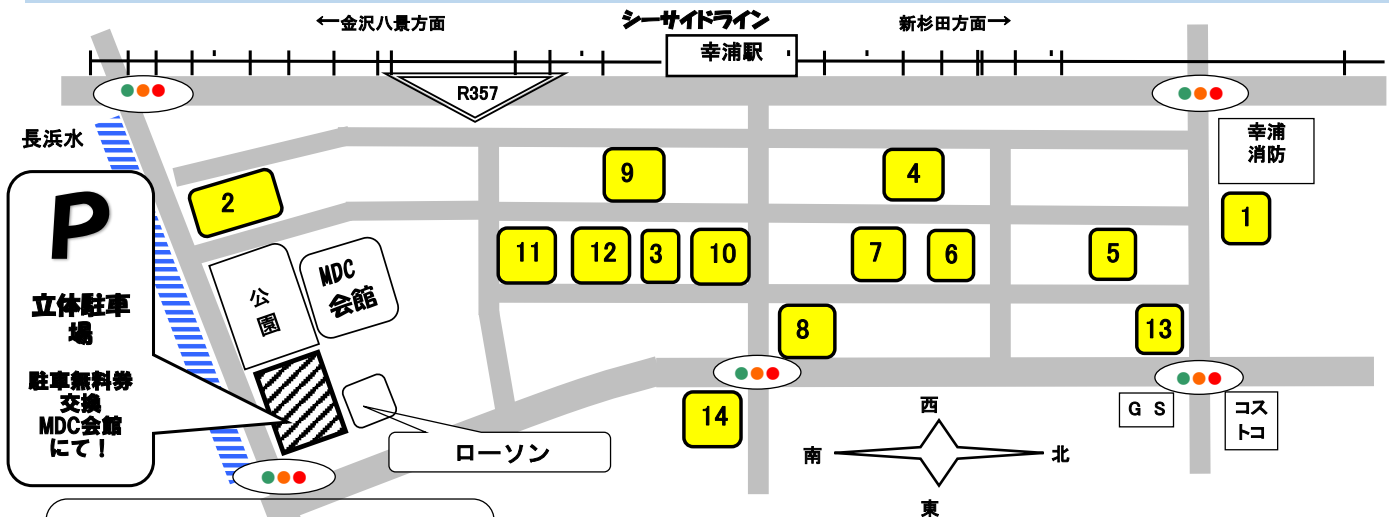 ←金沢八景方面
シーサイドライン
新杉田方面→
幸浦駅
R357
長浜水
幸浦
消防
P
立体駐車
場
駐車無料券
交換
MDC会館
にて！
2
9
4
1
11
12
3
10
7
6
5
公
園
MDC
会館
8
13
14
ローソン
G S
コス
トコ
西
南
北
東